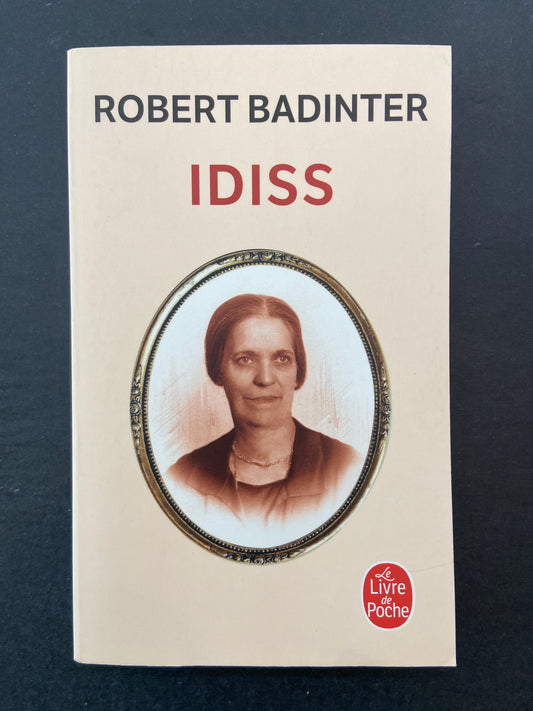 ROBERT BADINTER
IDISS
Le
Livre
de
Poche